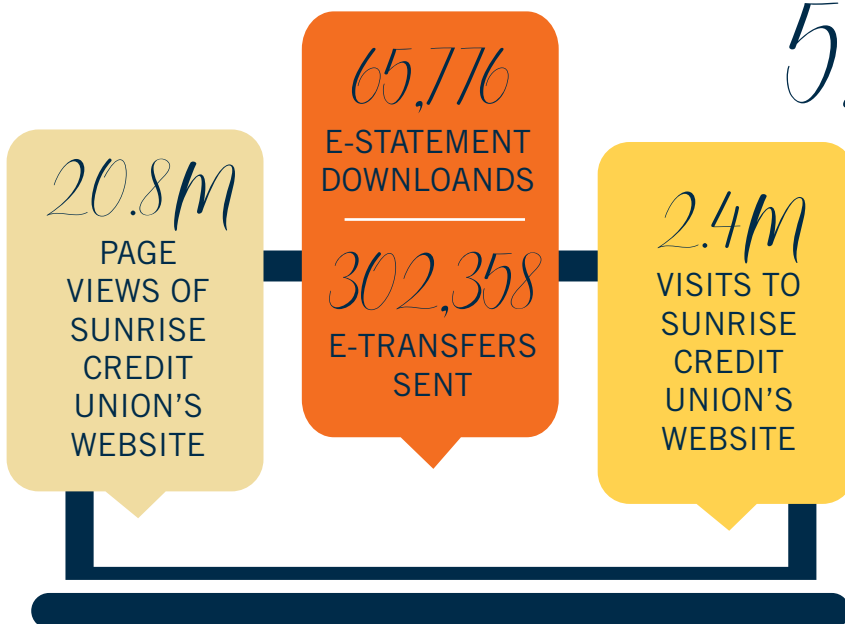 20.8M
PAGE
VIEWS OF
SUNRISE
CREDIT
UNION'S
WEBSITE
65,776
E-STATEMENT
DOWNLOANDS
302,358
E-TRANSFERS
SENT
2.4M
VISITS TO
SUNRISE
CREDIT
UNION'S
WEBSITE